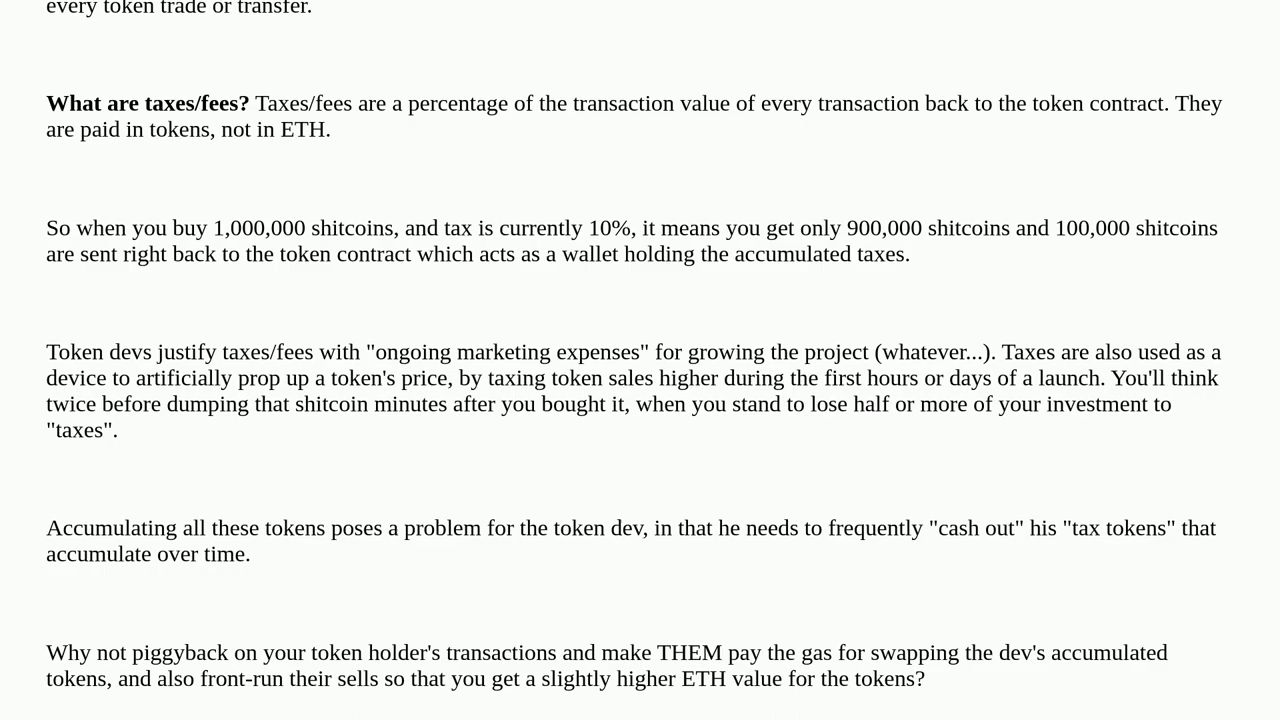 every token trade or transfer.
What are taxes/fees? Taxes/fees are a percentage of the transaction value of every transaction back to the token contract. They
are paid in tokens, not in ETH.
So when you buy 1,000,000 shitcoins, and tax is currently 10%, it means you get only 900,000 shitcoins and 100,000 shitcoins
are sent right back to the token contract which acts as a wallet holding the accumulated taxes.
Token devs justify taxes/fees with "ongoing marketing expenses" for growing the project (whatever...). Taxes are also used as a
device to artificially prop up a token's price, by taxing token sales higher during the first hours or days of a launch. You'll think
twice before dumping that shitcoin minutes after you bought it, when you stand to lose half or more of your investment to
"taxes".
Accumulating all these tokens poses a problem for the token dev, in that he needs to frequently "cash out" his "tax tokens" that
accumulate over time.
Why not piggyback on your token holder's transactions and make THEM pay the gas for swapping the dev's accumulated
tokens, and also front-run their sells so that you get a slightly higher ETH value for the tokens?